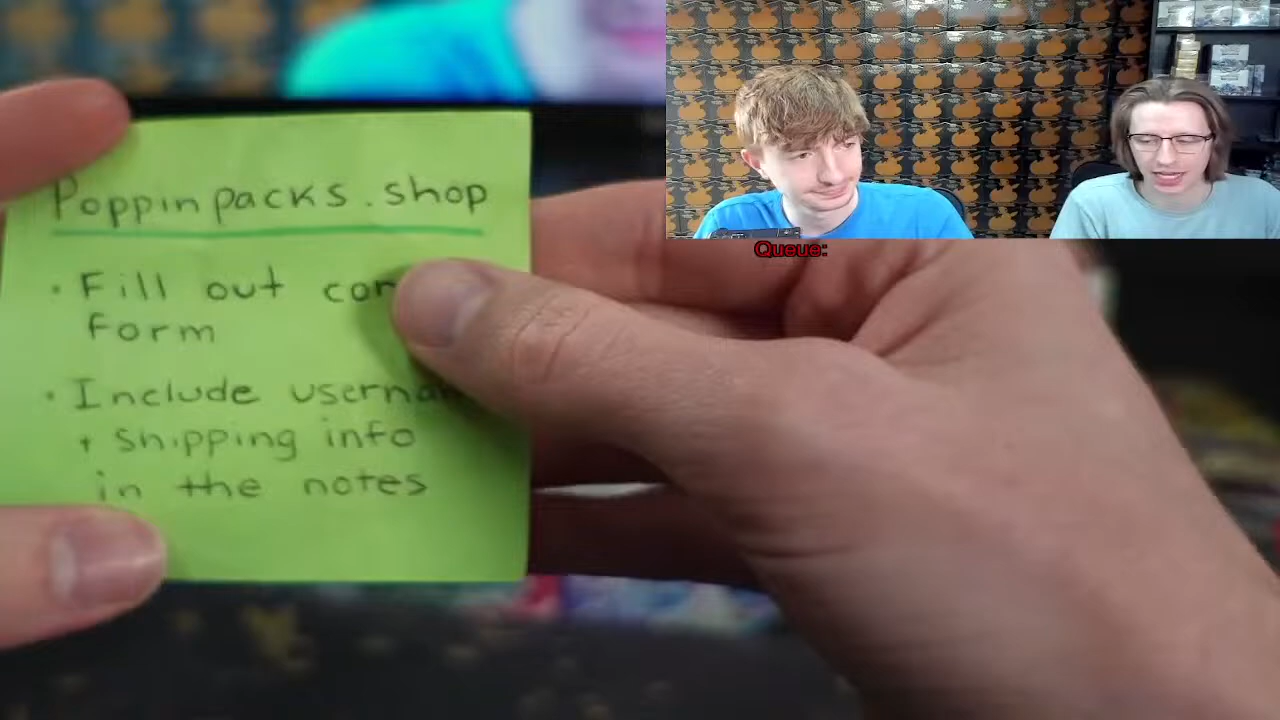 Poppinpacks.shop
• Fill out
form
• Include
+ shipping info
in the notes
Queue: